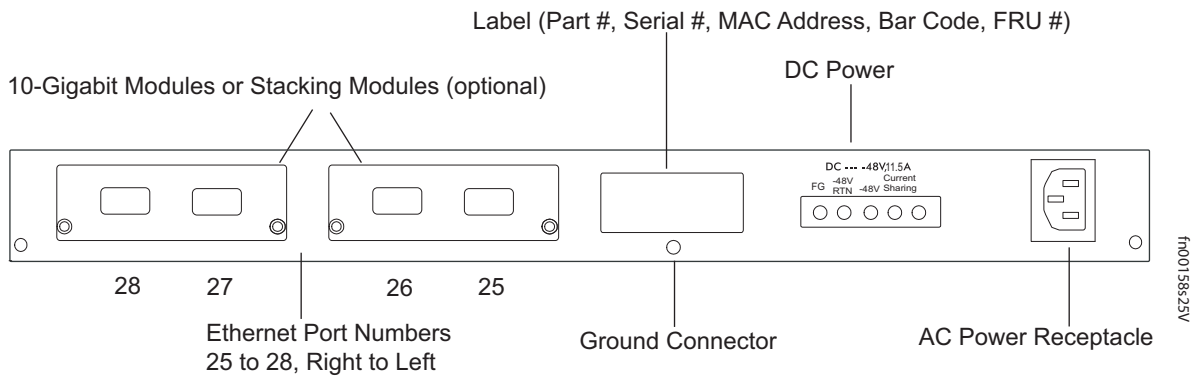 Label (Part #, Serial #, MAC Address, Bar Code, FRU #)
DC Power
10-Gigabit Modules or Stacking Modules (optional)
DC ---- -48V,11.5A
FG -48V RTN -48V Current Sharing
28 27 26 25
Ethernet Port Numbers
25 to 28, Right to Left
Ground Connector
AC Power Receptacle
fn00158s25V